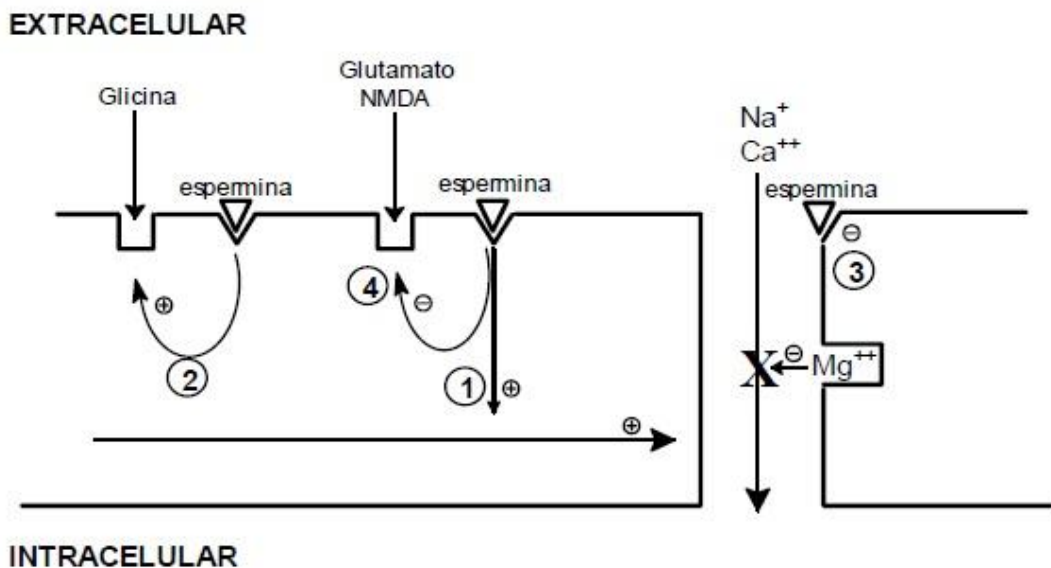 EXTRACELULAR
Glicina
Glutamato
NMDA
Na⁺
Ca⁺⁺
espermina
espermina
espermina
⊕
2
4
⊖
1
⊕
⊖
3
X
⊖
Mg⁺⁺
⊕
INTRACELULAR